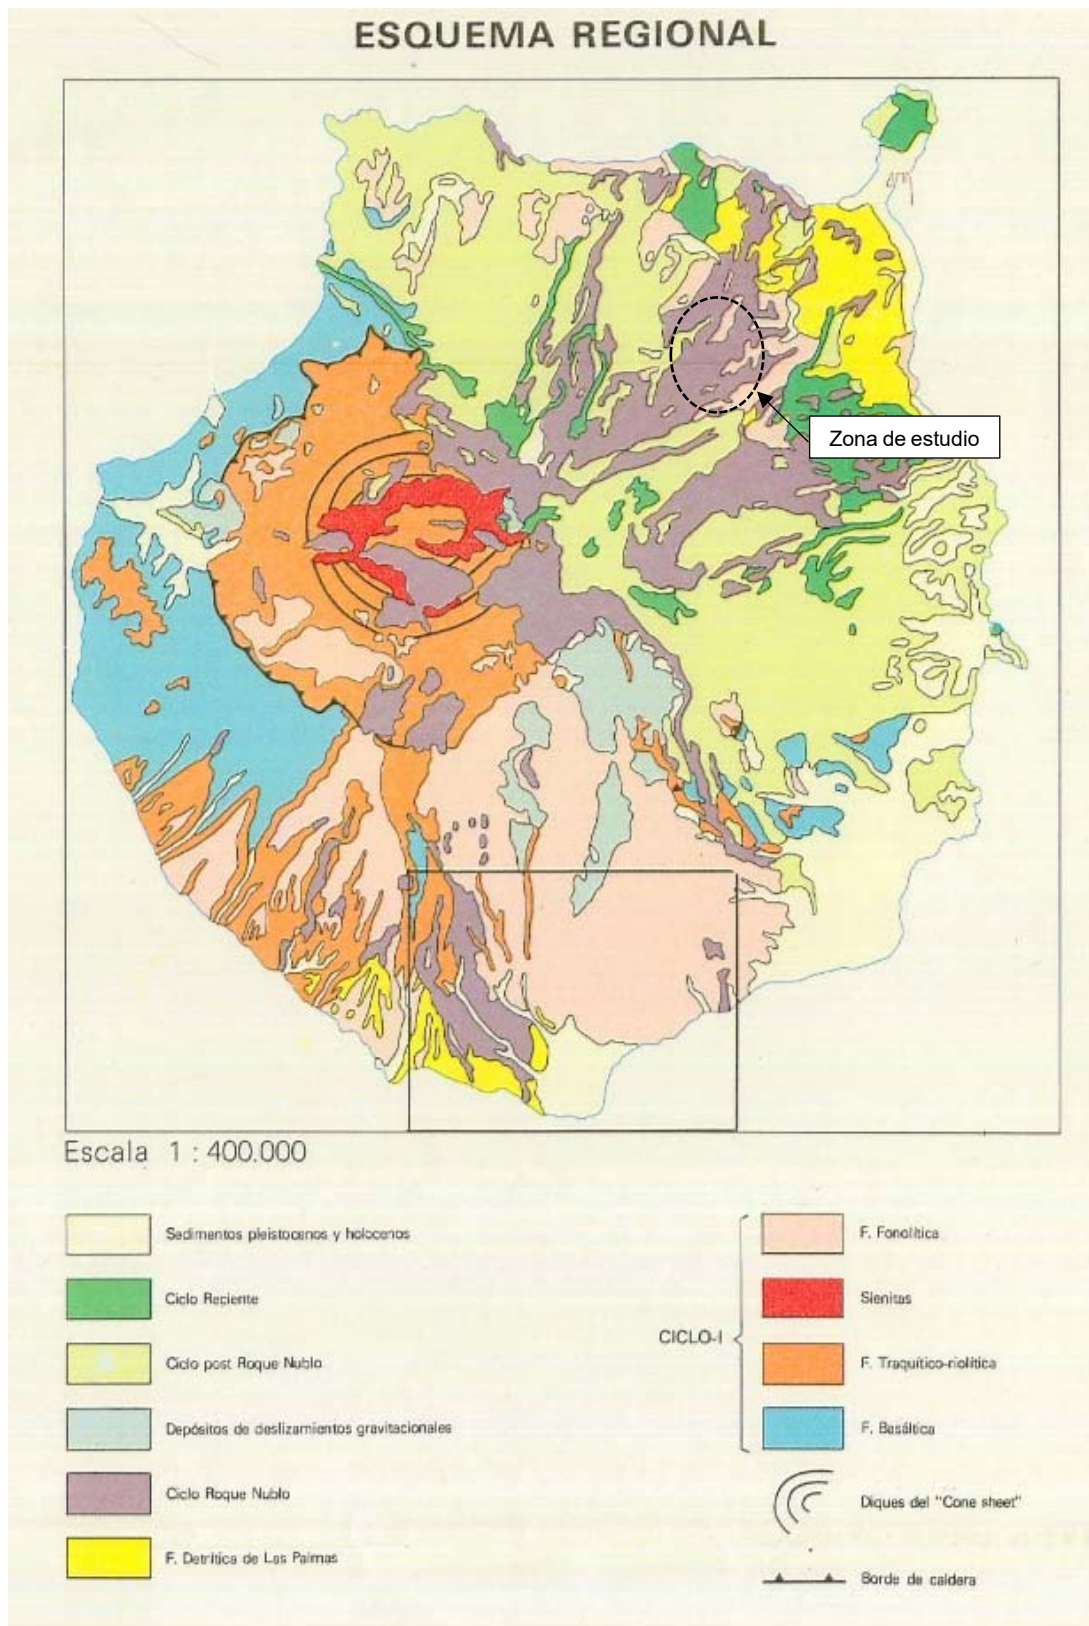 ESQUEMA REGIONAL
Zona de estudio
Escala 1 : 400.000
Sedimentos pleistocenos y holocenos
Ciclo Reciente
Ciclo post Roque Nublo
Depósitos de deslizamientos gravitacionales
Ciclo Roque Nublo
F. Detrítica de Las Palmas
CICLO-I
F. Fonolítica
Sienitas
F. Traquítico-riolítica
F. Basáltica
Diques del "Cone sheet"
Borde de caldera